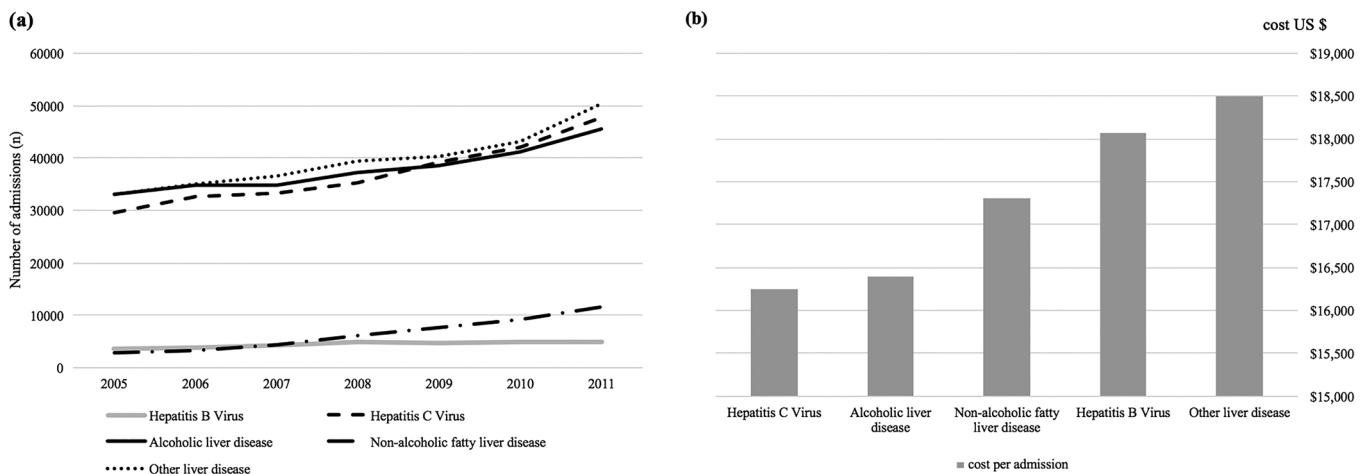 (a)
60000
50000
40000
30000
20000
10000
0
Number of admissions (n)
2005 2006 2007 2008 2009 2010 2011
Hepatitis B Virus Hepatitis C Virus
Alcoholic liver disease Non-alcoholic fatty liver disease
Other liver disease
(b)
cost US $
$19,000
$18,500
$18,000
$17,500
$17,000
$16,500
$16,000
$15,500
$15,000
Hepatitis C Virus Alcoholic liver disease Non-alcoholic fatty liver disease Hepatitis B Virus Other liver disease
cost per admission